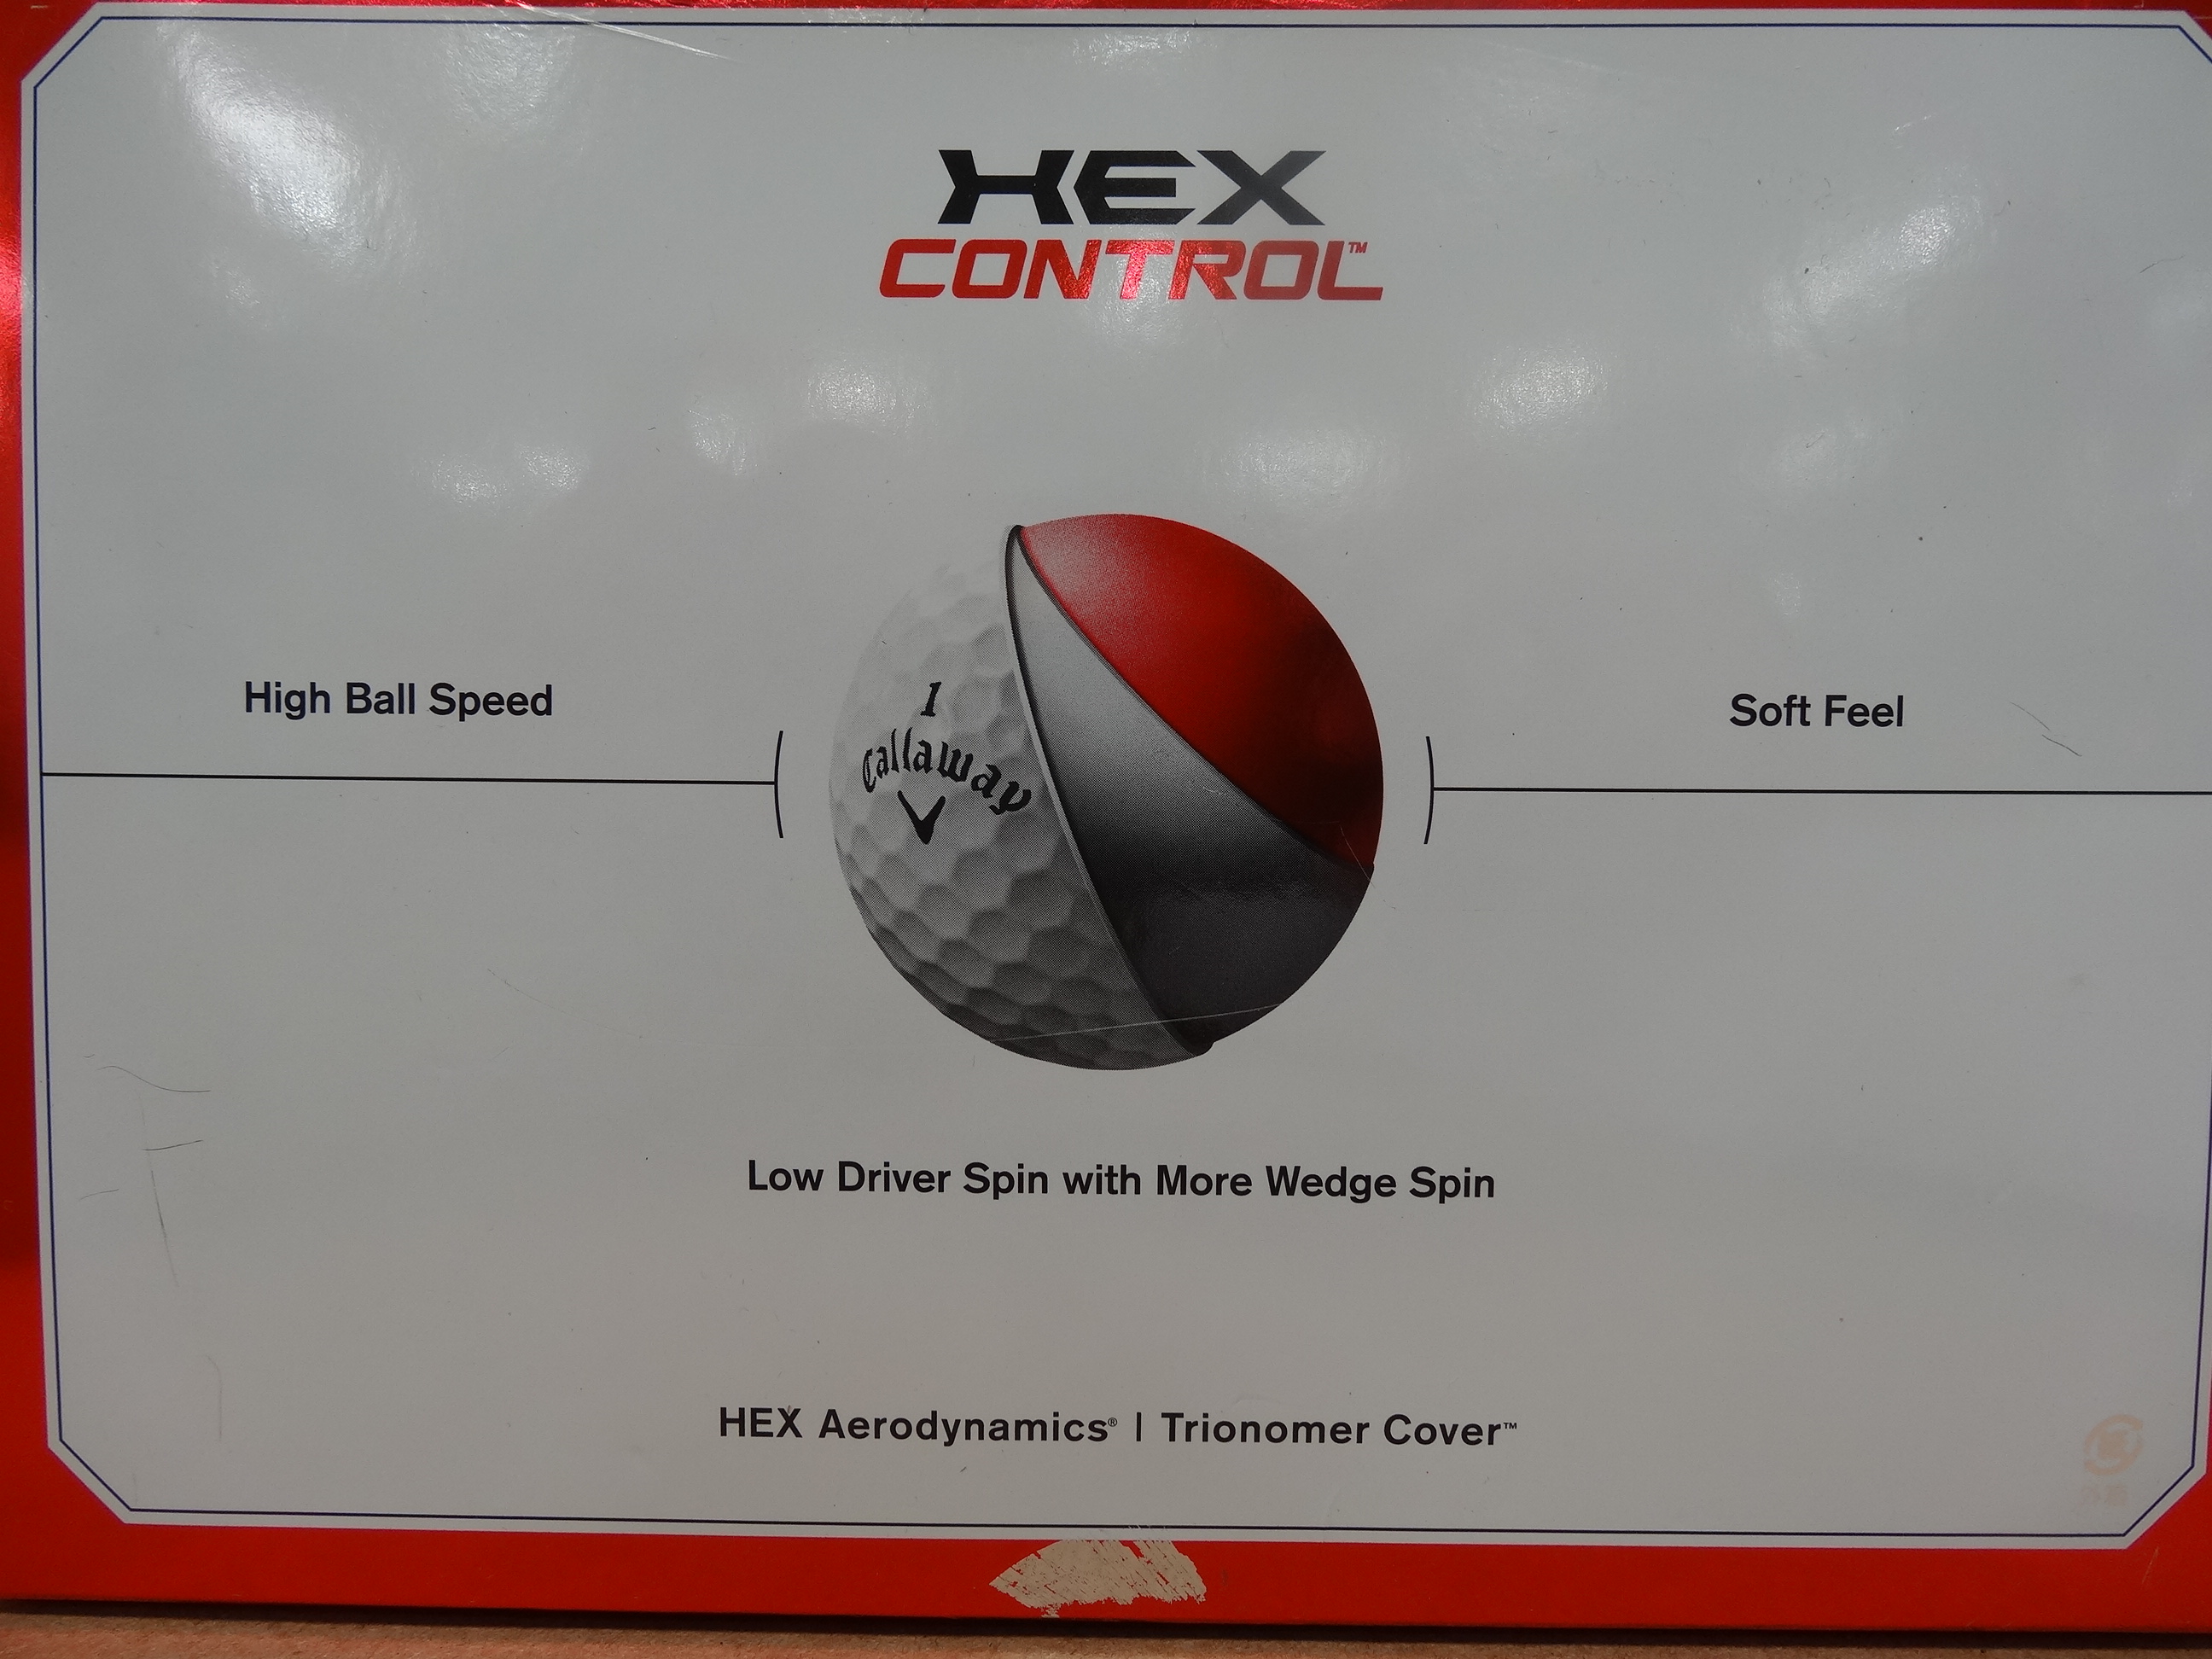 HEX
CONTROL™
High Ball Speed
Soft Feel
1
Callaway
Low Driver Spin with More Wedge Spin
HEX Aerodynamics® | Trionomer Cover™